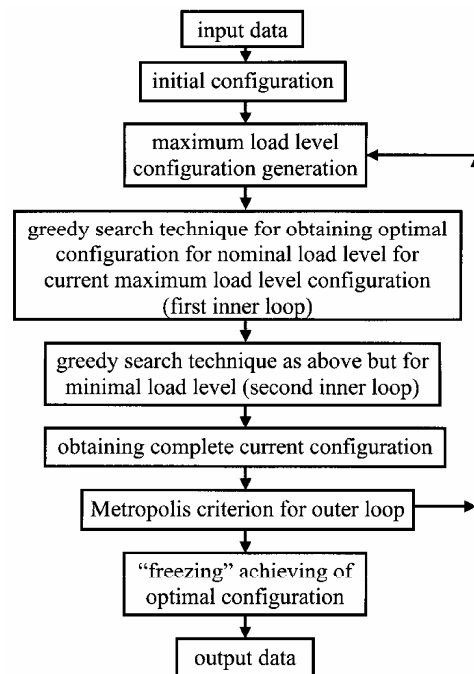 input data
initial configuration
maximum load level
configuration generation
greedy search technique for obtaining optimal
configuration for nominal load level for
current maximum load level configuration
(first inner loop)
greedy search technique as above but for
minimal load level (second inner loop)
obtaining complete current configuration
Metropolis criterion for outer loop
“freezing” achieving of
optimal configuration
output data